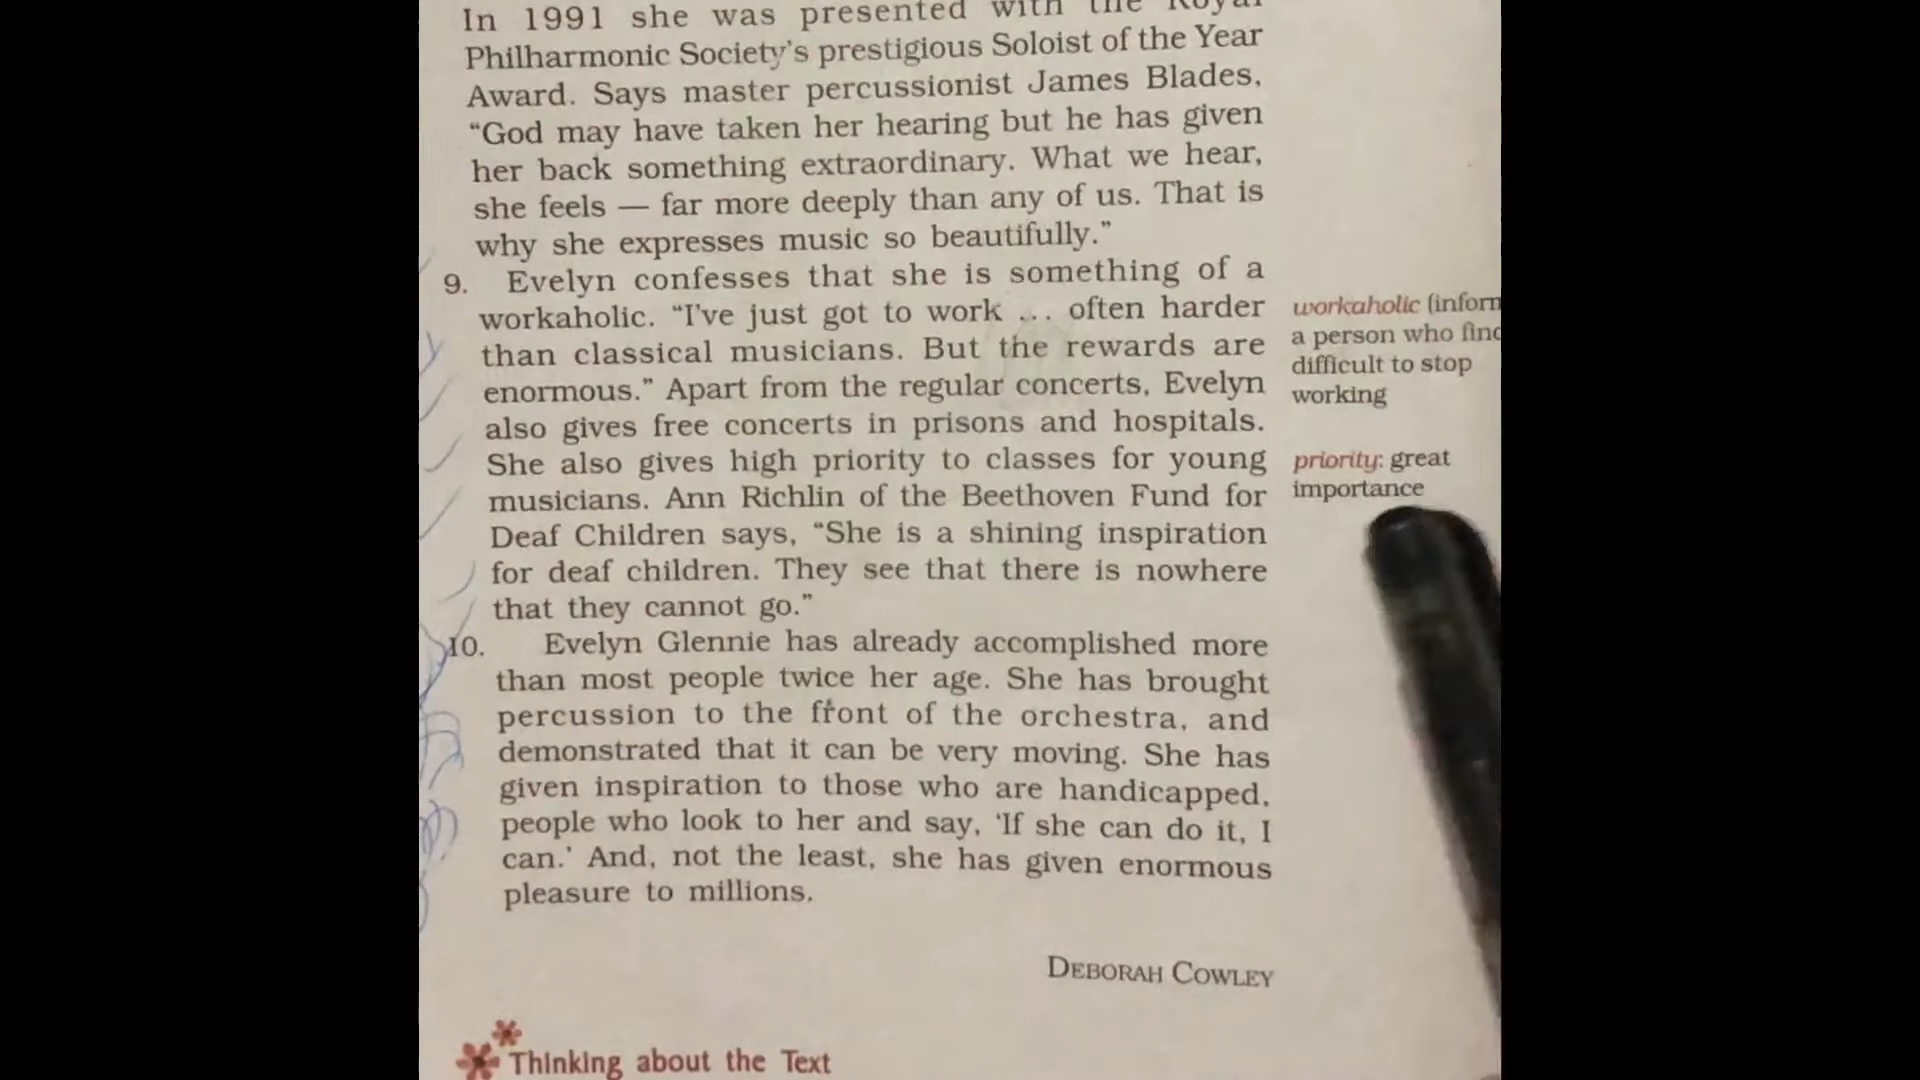 In 1991 she was presented with the Royal
Philharmonic Society's prestigious Soloist of the Year
Award. Says master percussionist James Blades,
“God may have taken her hearing but he has given
her back something extraordinary. What we hear,
she feels — far more deeply than any of us. That is
why she expresses music so beautifully.”
9. Evelyn confesses that she is something of a
workaholic. “I've just got to work ... often harder
than classical musicians. But the rewards are
enormous.” Apart from the regular concerts, Evelyn
also gives free concerts in prisons and hospitals.
She also gives high priority to classes for young
musicians. Ann Richlin of the Beethoven Fund for
Deaf Children says, “She is a shining inspiration
for deaf children. They see that there is nowhere
that they cannot go.”
10. Evelyn Glennie has already accomplished more
than most people twice her age. She has brought
percussion to the front of the orchestra, and
demonstrated that it can be very moving. She has
given inspiration to those who are handicapped,
people who look to her and say, ‘If she can do it, I
can.’ And, not the least, she has given enormous
pleasure to millions.
DEBORAH COWLEY
Thinking about the Text
workaholic (inform
a person who find
difficult to stop
working
priority: great
importance